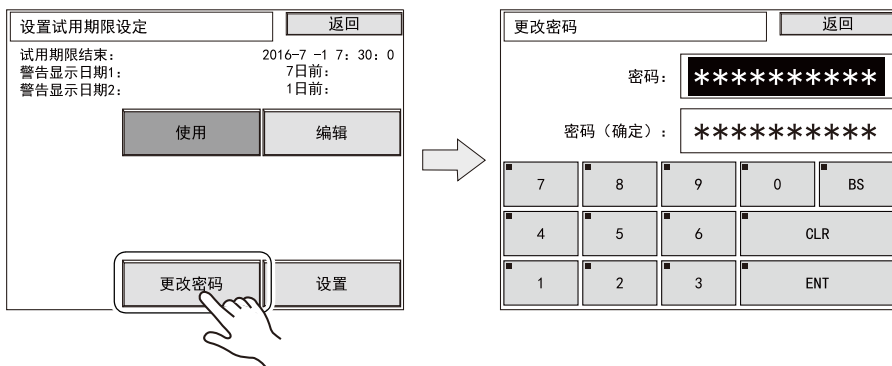 设置试用期限设定 返回
试用期限结束： 2016-7 -1 7：30：0
警告显示日期1： 7日前：
警告显示日期2： 1日前：
使用 编辑
更改密码 设置
更改密码 返回
密码： **********
密码（确定）： **********
7 8 9 0 BS
4 5 6 CLR
1 2 3 ENT